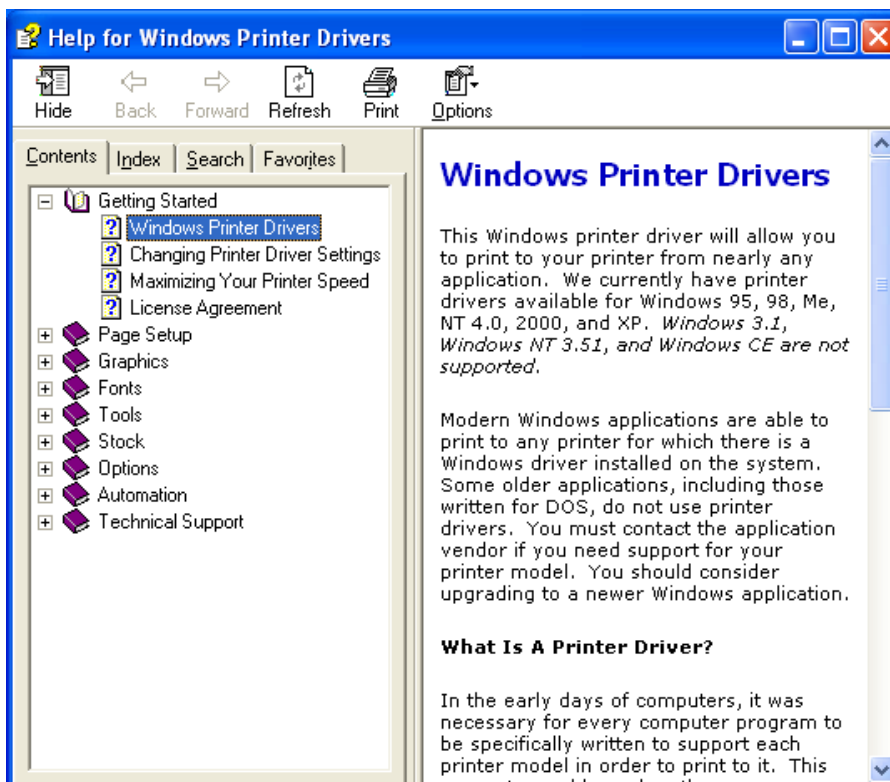 Help for Windows Printer Drivers
Hide Back Forward Refresh Print Options
Contents Index Search Favorites
Getting Started
Windows Printer Drivers
Changing Printer Driver Settings
Maximizing Your Printer Speed
License Agreement
Page Setup
Graphics
Fonts
Tools
Stock
Options
Automation
Technical Support
Windows Printer Drivers
This Windows printer driver will allow you
to print to your printer from nearly any
application. We currently have printer
drivers available for Windows 95, 98, Me,
NT 4.0, 2000, and XP. Windows 3.1,
Windows NT 3.51, and Windows CE are not
supported.
Modern Windows applications are able to
print to any printer for which there is a
Windows driver installed on the system.
Some older applications, including those
written for DOS, do not use printer
drivers. You must contact the application
vendor if you need support for your
printer model. You should consider
upgrading to a newer Windows application.
What Is A Printer Driver?
In the early days of computers, it was
necessary for every computer program to
be specifically written to support each
printer model in order to print to it. This